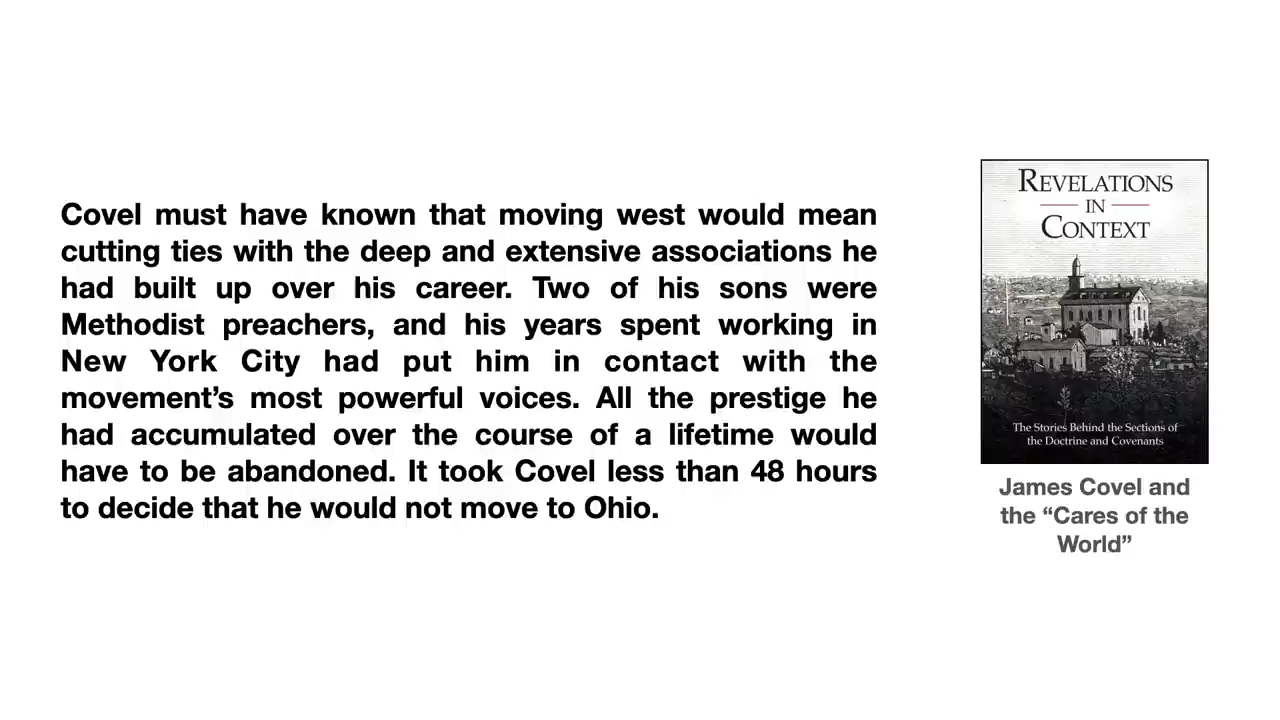 Covel must have known that moving west would mean
cutting ties with the deep and extensive associations he
had built up over his career. Two of his sons were
Methodist preachers, and his years spent working in
New York City had put him in contact with the
movement’s most powerful voices. All the prestige he
had accumulated over the course of a lifetime would
have to be abandoned. It took Covel less than 48 hours
to decide that he would not move to Ohio.
REVELATIONS
IN
CONTEXT
The Stories Behind the Sections of
the Doctrine and Covenants
James Covel and
the “Cares of the
World”